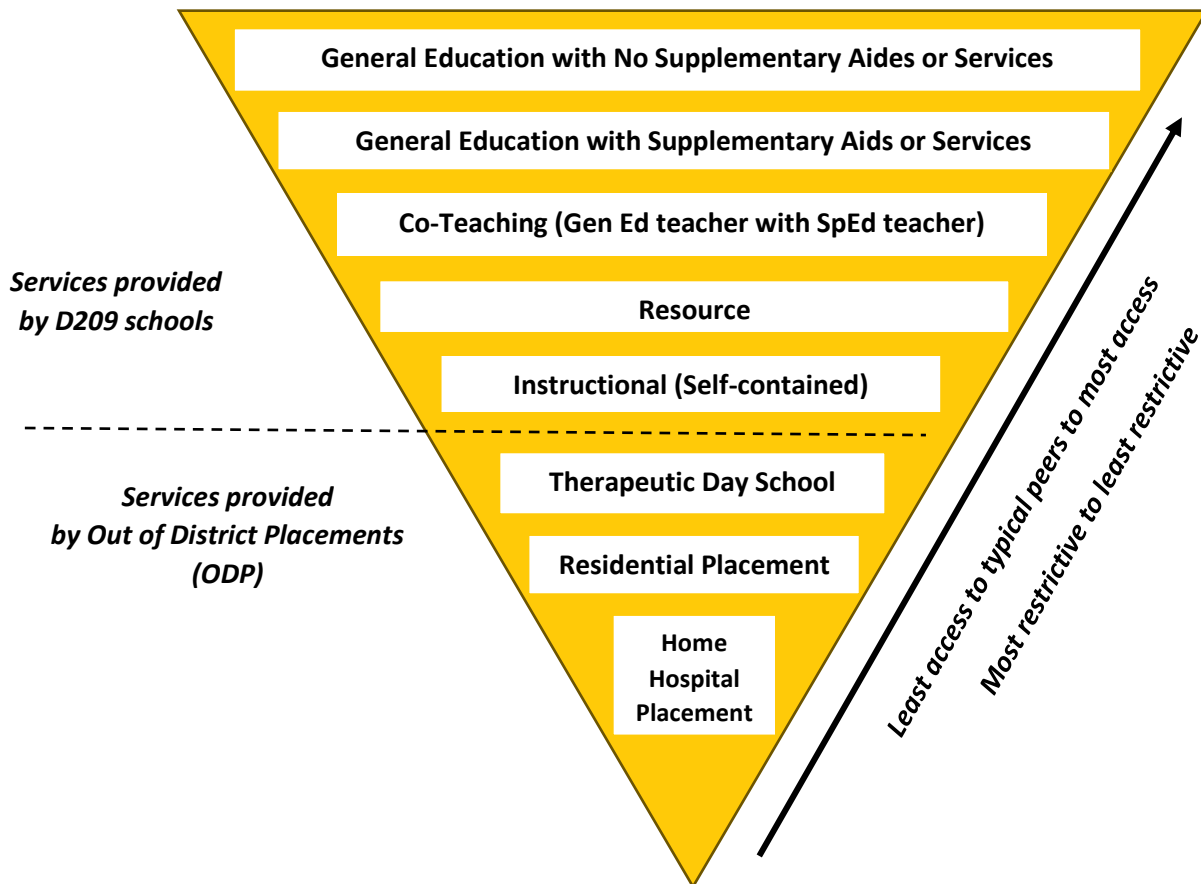 General Education with No Supplementary Aides or Services
General Education with Supplementary Aids or Services
Co-Teaching (Gen Ed teacher with SpEd teacher)
Services provided
by D209 schools
Resource
Instructional (Self-contained)
Services provided
by Out of District Placements
(ODP)
Therapeutic Day School
Residential Placement
Home
Hospital
Placement
Least access to typical peers to most access
Most restrictive to least restrictive